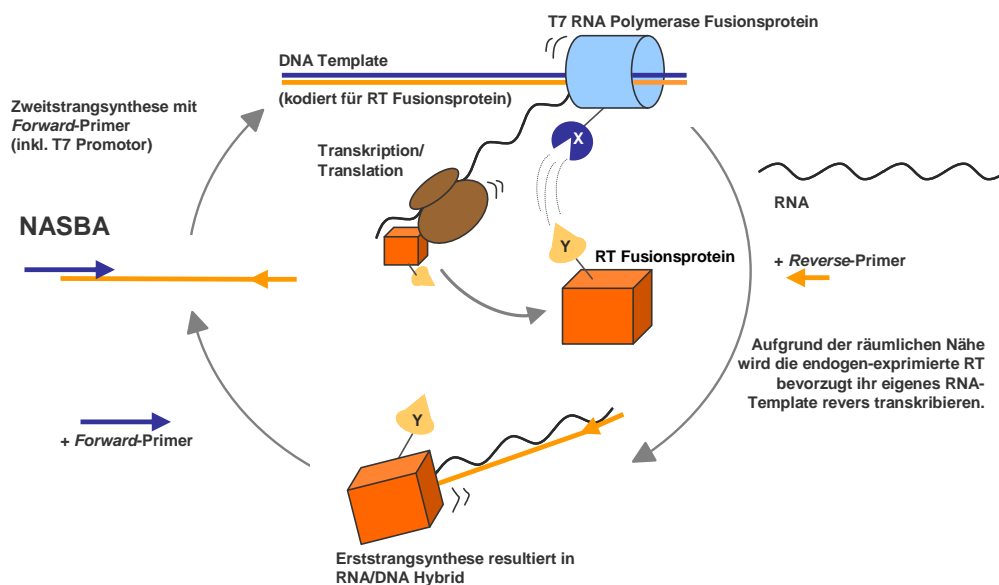 T7 RNA Polymerase Fusionsprotein
DNA Template
(kodiert für RT Fusionsprotein)
Zweitstrangsynthese mit
Forward-Primer
(inkl. T7 Promotor)
X
Transkription/
Translation
RNA
NASBA
Y
RT Fusionsprotein
+ Reverse-Primer
Aufgrund der räumlichen Nähe
wird die endogen-exprimierte RT
bevorzugt ihr eigenes RNA-
Template revers transkribieren.
Y
+ Forward-Primer
Erststrangsynthese resultiert in
RNA/DNA Hybrid